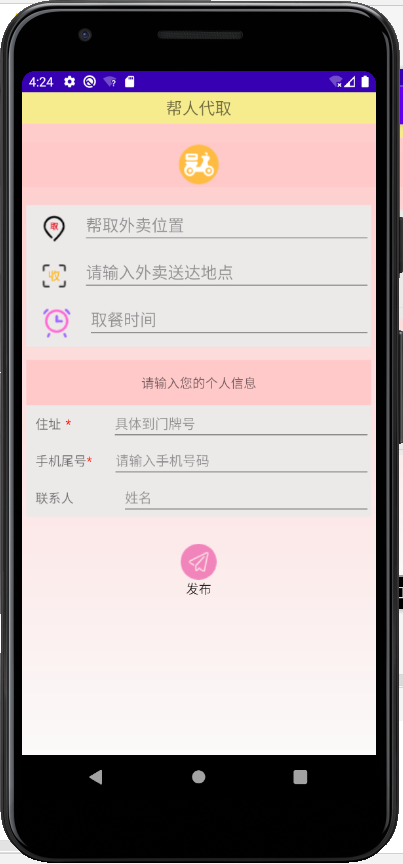 4:24
帮人代取
取
帮取外卖位置
收
请输入外卖送达地点
取餐时间
请输入您的个人信息
住址 *
具体到门牌号
手机尾号*
请输入手机号码
联系人
姓名
发布